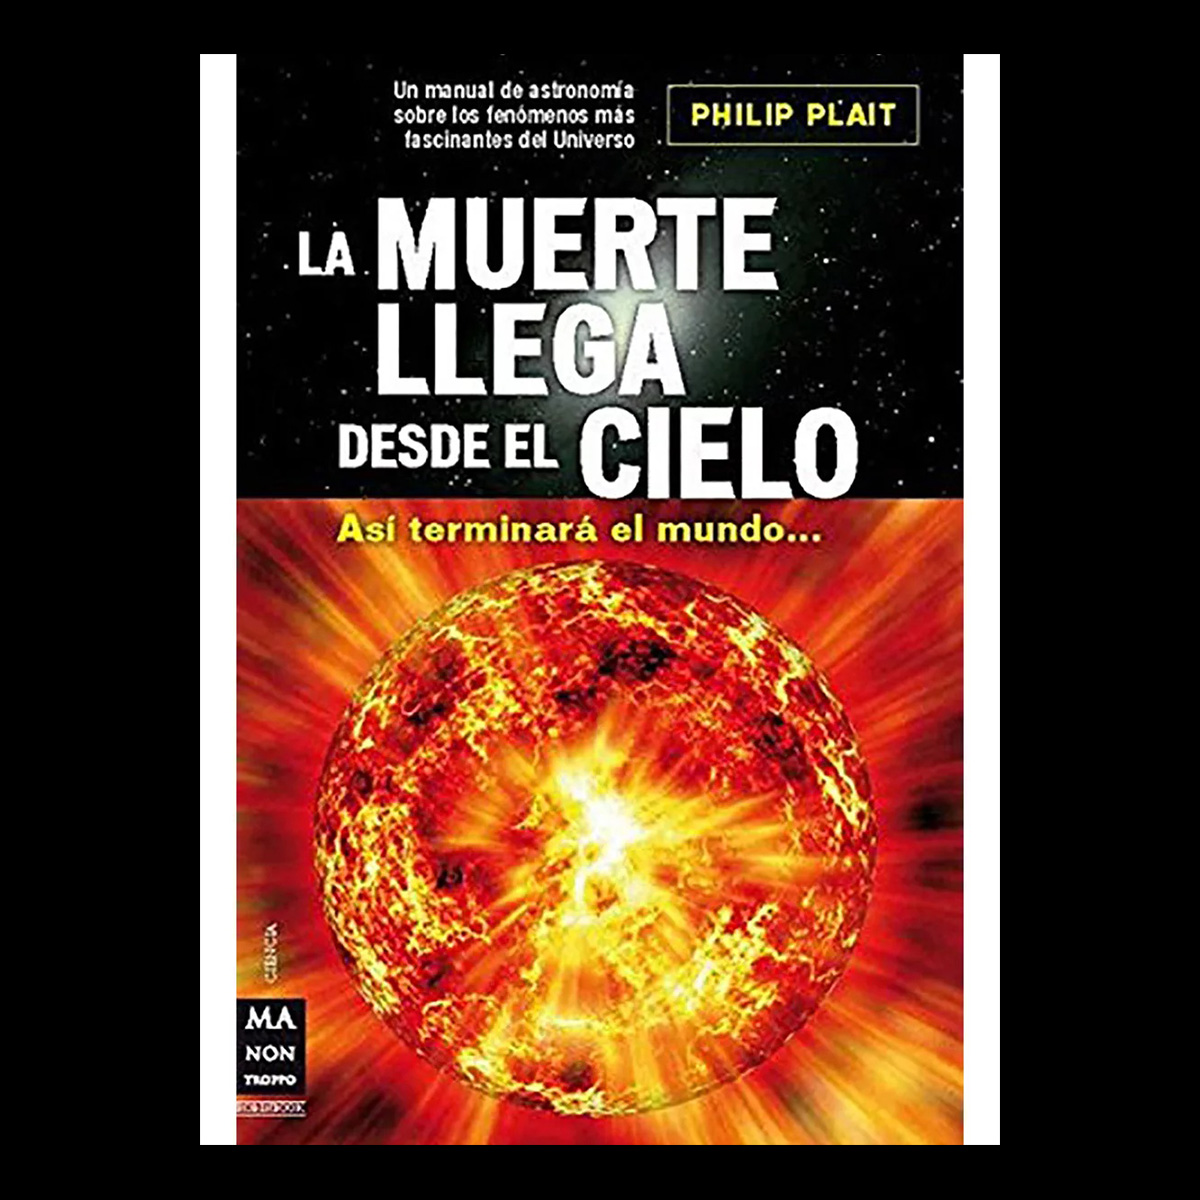 Un manual de astronomía
sobre los fenómenos más
fascinantes del Universo
PHILIP PLAIT
LA MUERTE
LLEGA
DESDE EL CIELO
Así terminará el mundo...
CIENCIA
MA
NON
TROPPO
ROBINBOOK